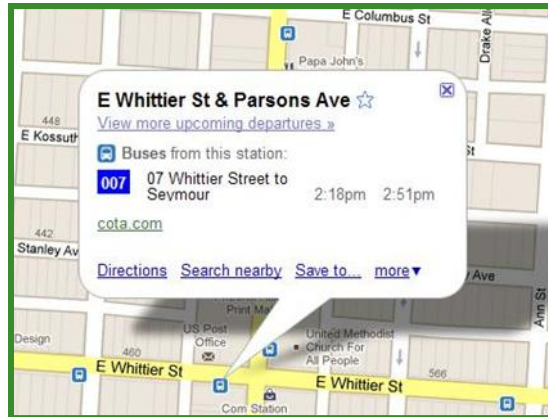 E Columbus St
Drake All
Papa John's
E Whittier St & Parsons Ave
View more upcoming departures »
448
E Kossuth
St
Buses from this station:
007 07 Whittier Street to
Seymour 2:18pm 2:51pm
cota.com
442
Stanley Av
Ave
Directions Search nearby Save to... more▼
Ann St
Print Ma
US Post
Office
United Methodist
Church For
All People
Design
460
E Whittier St
E Whittier St
566
Com Station